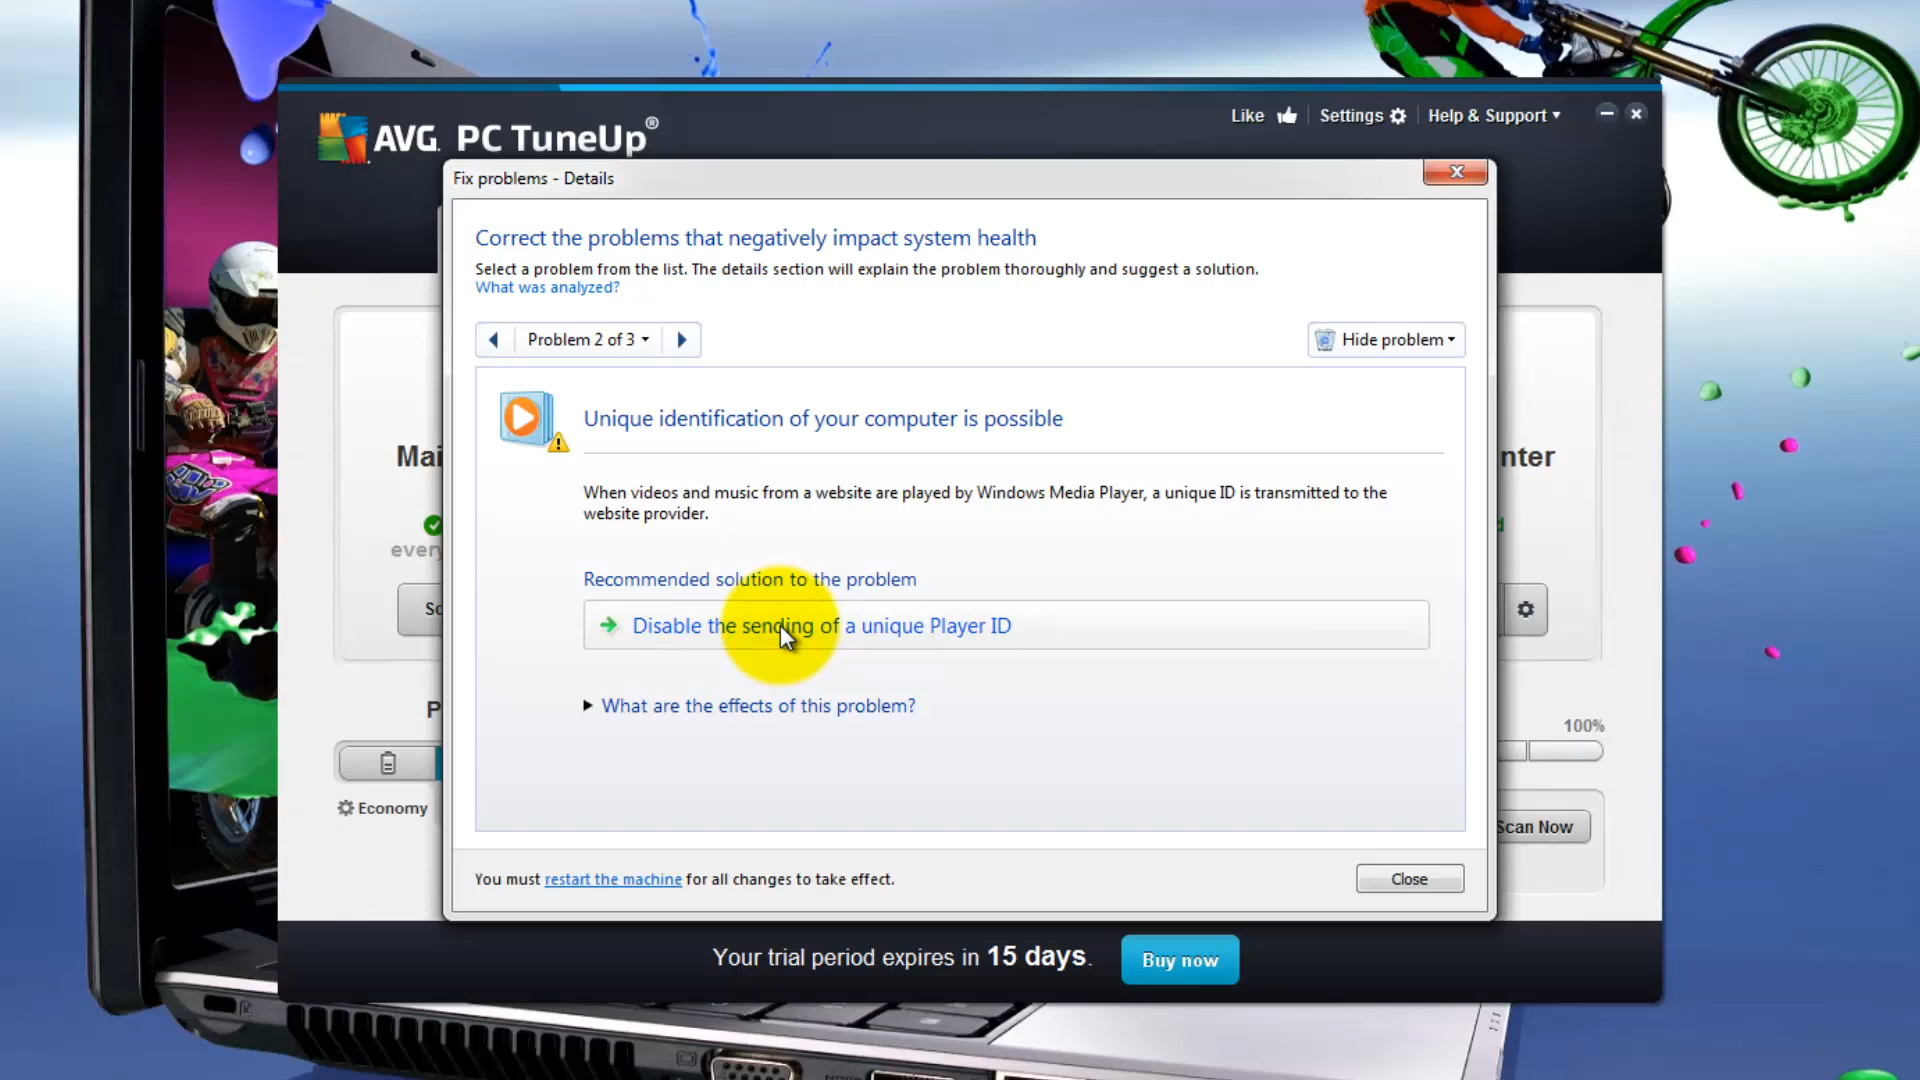 Like
Settings
Help & Support
AVG. PC TuneUp®
Fix problems - Details
Correct the problems that negatively impact system health
Select a problem from the list. The details section will explain the problem thoroughly and suggest a solution.
What was analyzed?
Problem 2 of 3
Hide problem
Unique identification of your computer is possible
Mai
nter
When videos and music from a website are played by Windows Media Player, a unique ID is transmitted to the
website provider.
every
Recommended solution to the problem
Sc
Disable the sending of a unique Player ID
What are the effects of this problem?
P
100%
Economy
Scan Now
You must restart the machine for all changes to take effect.
Close
Your trial period expires in 15 days.
Buy now